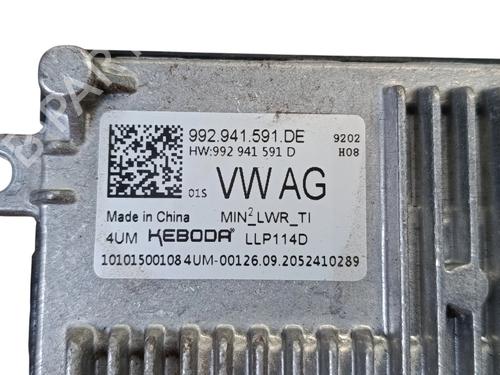 992.941.591.DE 9202
HW:992 941 591 D H08
01S VW AG
Made in China MIN²_LWR_TI
4UM KEBODA LLP114D
10101500108 4UM-00126.09.2052410289